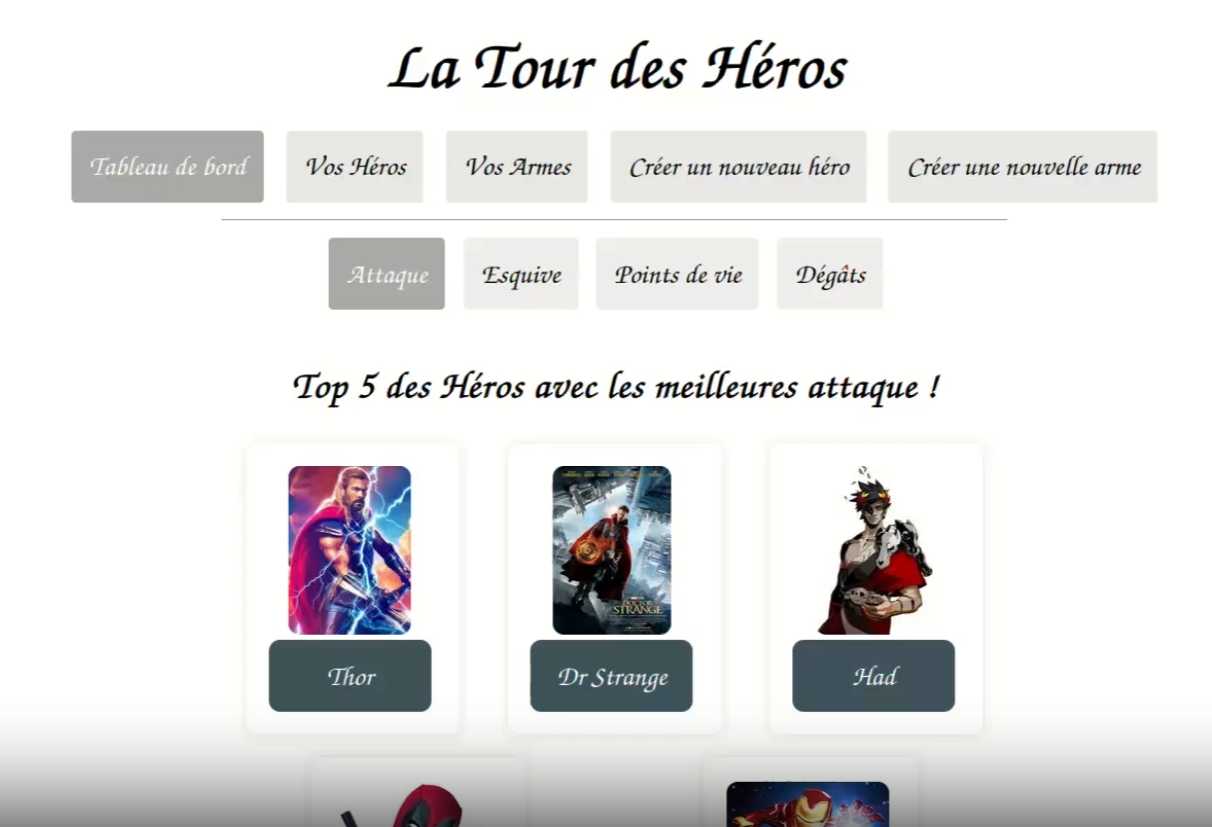 La Tour des Héros
Tableau de bord Vos Héros Vos Armes Créer un nouveau héro Créer une nouvelle arme
Attaque Esquive Points de vie Dégâts
Top 5 des Héros avec les meilleures attaque !
STRANGE
Thor Dr Strange Had